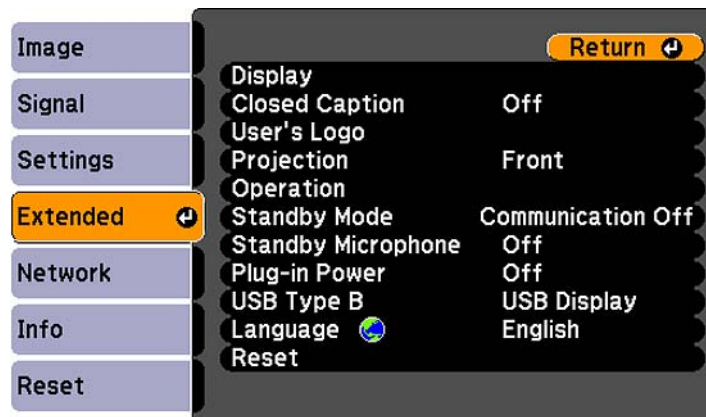 Image
Signal
Settings
Extended
Network
Info
Reset
Return
Display
Closed Caption Off
User's Logo
Projection Front
Operation
Standby Mode Communication Off
Standby Microphone Off
Plug-in Power Off
USB Type B USB Display
Language English
Reset